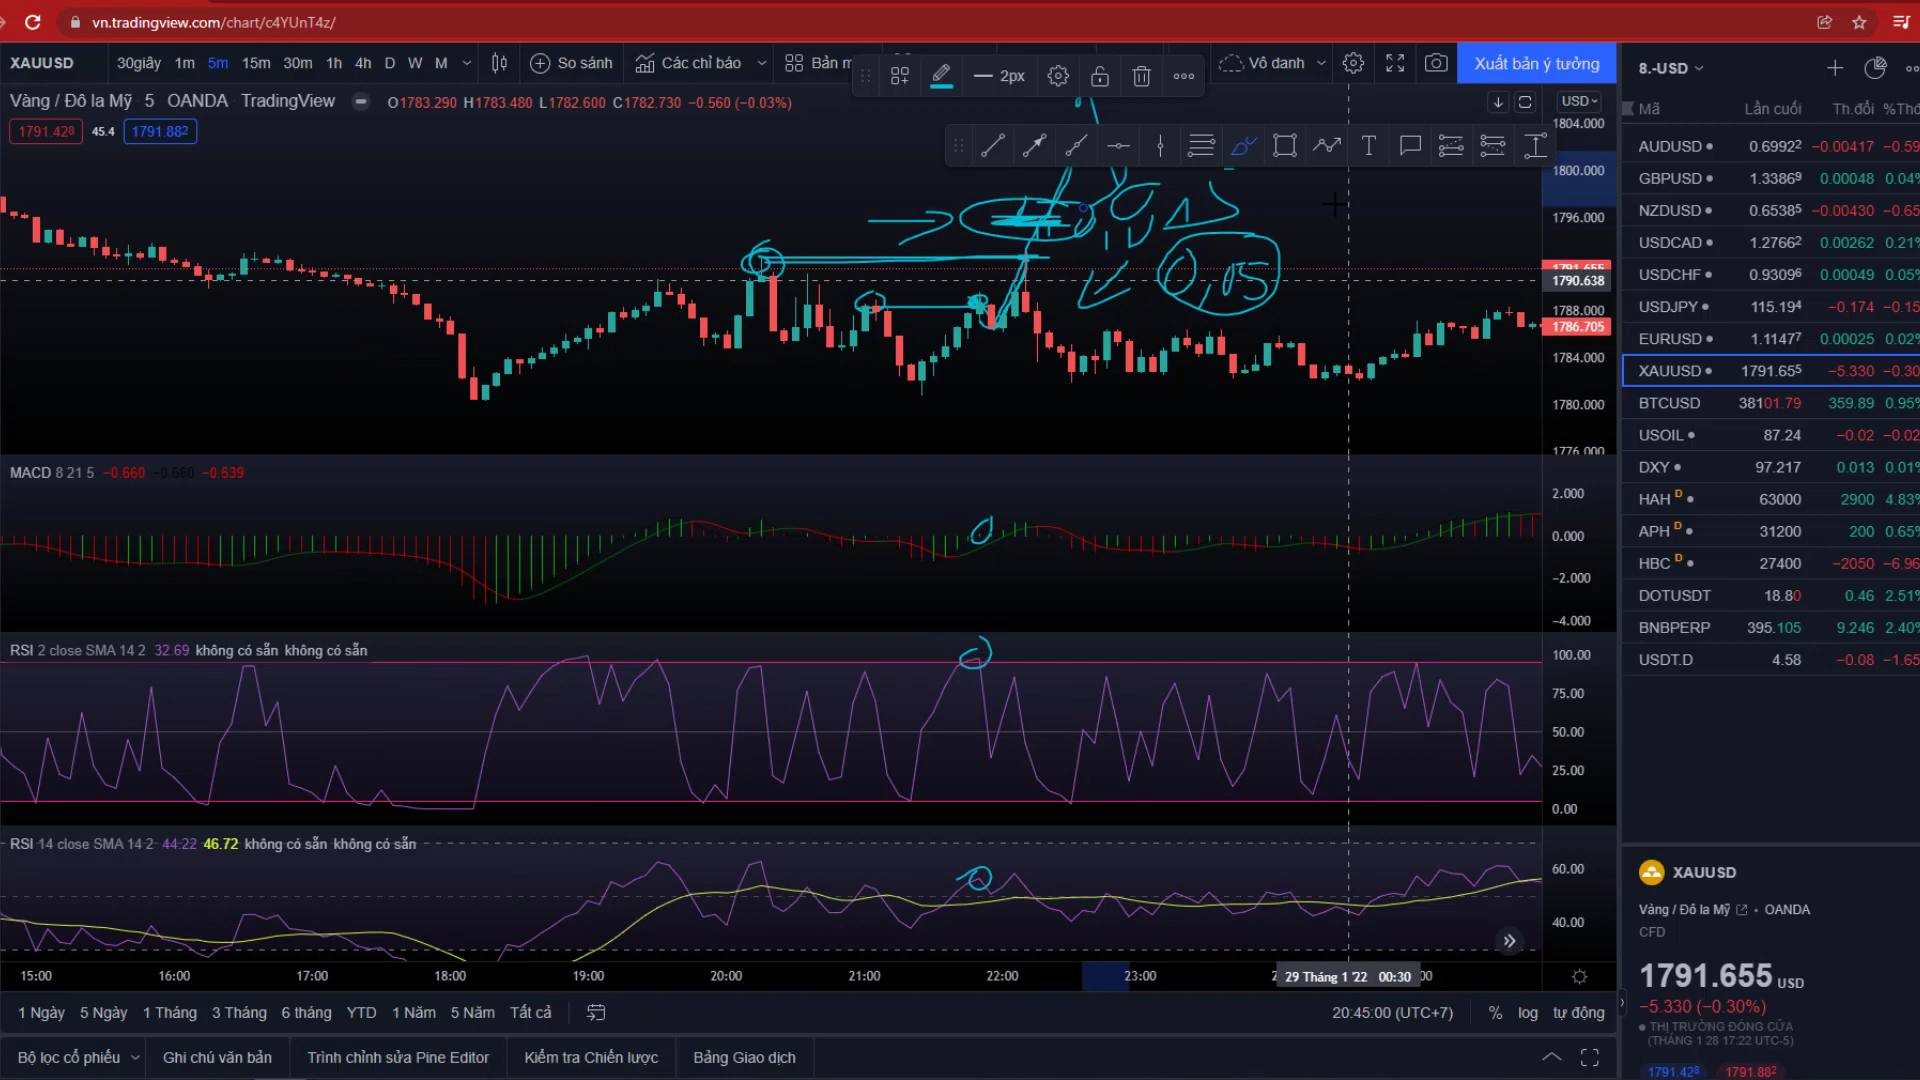 vn.tradingview.com/chart/c4YUnT4z/
XAUUSD 30giây 1m 5m 15m 30m 1h 4h D W M So sánh Các chỉ báo Bản m 2px Vô danh Xuất bản ý tưởng
Vàng / Đô la Mỹ 5 OANDA TradingView O1783.290 H1783.480 L1782.600 C1782.730 −0.560 (−0.03%)
1791.428 45.4 1791.882
USD
1804.000
1800.000
1796.000
1791.655
1790.638
1788.000
1786.705
1784.000
1780.000
1776.000
0,15
0,05
MACD 8 21 5 −0.660 −0.660 −0.539
2.000
0.000
−2.000
−4.000
RSI 2 close SMA 14 2 32.69 không có sẵn không có sẵn
100.00
75.00
50.00
25.00
0.00
RSI 14 close SMA 14 2 44.22 46.72 không có sẵn không có sẵn
60.00
40.00
15:00 16:00 17:00 18:00 19:00 20:00 21:00 22:00 23:00 29 Tháng 1 '22 00:30
1 Ngày 5 Ngày 1 Tháng 3 Tháng 6 tháng YTD 1 Năm 5 Năm Tất cả 20:45:00 (UTC+7) % log tự động
Bộ lọc cổ phiếu Ghi chú văn bản Trình chỉnh sửa Pine Editor Kiểm tra Chiến lược Bảng Giao dịch
8.-USD
Mã Lần cuối Th.đổi
AUDUSD 0.69922 −0.00417 −0.59
GBPUSD 1.33869 0.00048 0.04%
NZDUSD 0.65385 −0.00430 −0.65
USDCAD 1.27662 0.00262 0.21%
USDCHF 0.93096 0.00049 0.05%
USDJPY 115.194 −0.174 −0.15
EURUSD 1.11477 0.00025 0.02%
XAUUSD 1791.655 −5.330 −0.30
BTCUSD 38101.79 359.89 0.95%
USOIL 87.24 −0.02 −0.02
DXY 97.217 0.013 0.01%
HAH D 63000 2900 4.83%
APH D 31200 200 0.65%
HBC D 27400 −2050 −6.96
DOTUSDT 18.80 0.46 2.51%
BNBPERP 395.105 9.246 2.40%
USDT.D 4.58 −0.08 −1.65
XAUUSD
Vàng / Đô la Mỹ • OANDA
CFD
1791.655 USD
−5.330 (−0.30%)
THỊ TRƯỜNG ĐÓNG CỬA
(THÁNG 1 28 17:22 UTC-5)
1791.428 1791.882